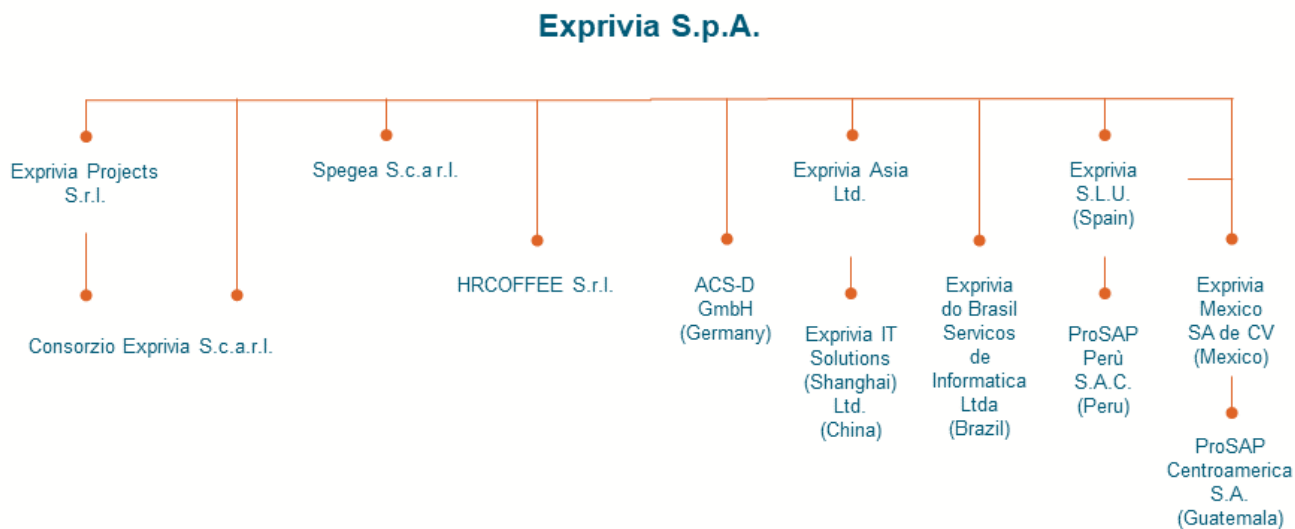 Exprivia S.p.A.
Exprivia Projects
S.r.l.
Spegea S.c.a r.l.
Exprivia Asia
Ltd.
Exprivia
S.L.U.
(Spain)
Consorzio Exprivia S.c.a.r.l.
HRCOFFEE S.r.l.
ACS-D
GmbH
(Germany)
Exprivia IT
Solutions
(Shanghai)
Ltd.
(China)
Exprivia
do Brasil
Servicos
de
Informatica
Ltda
(Brazil)
ProSAP
Perù
S.A.C.
(Peru)
Exprivia
Mexico
SA de CV
(Mexico)
ProSAP
Centroamerica
S.A.
(Guatemala)